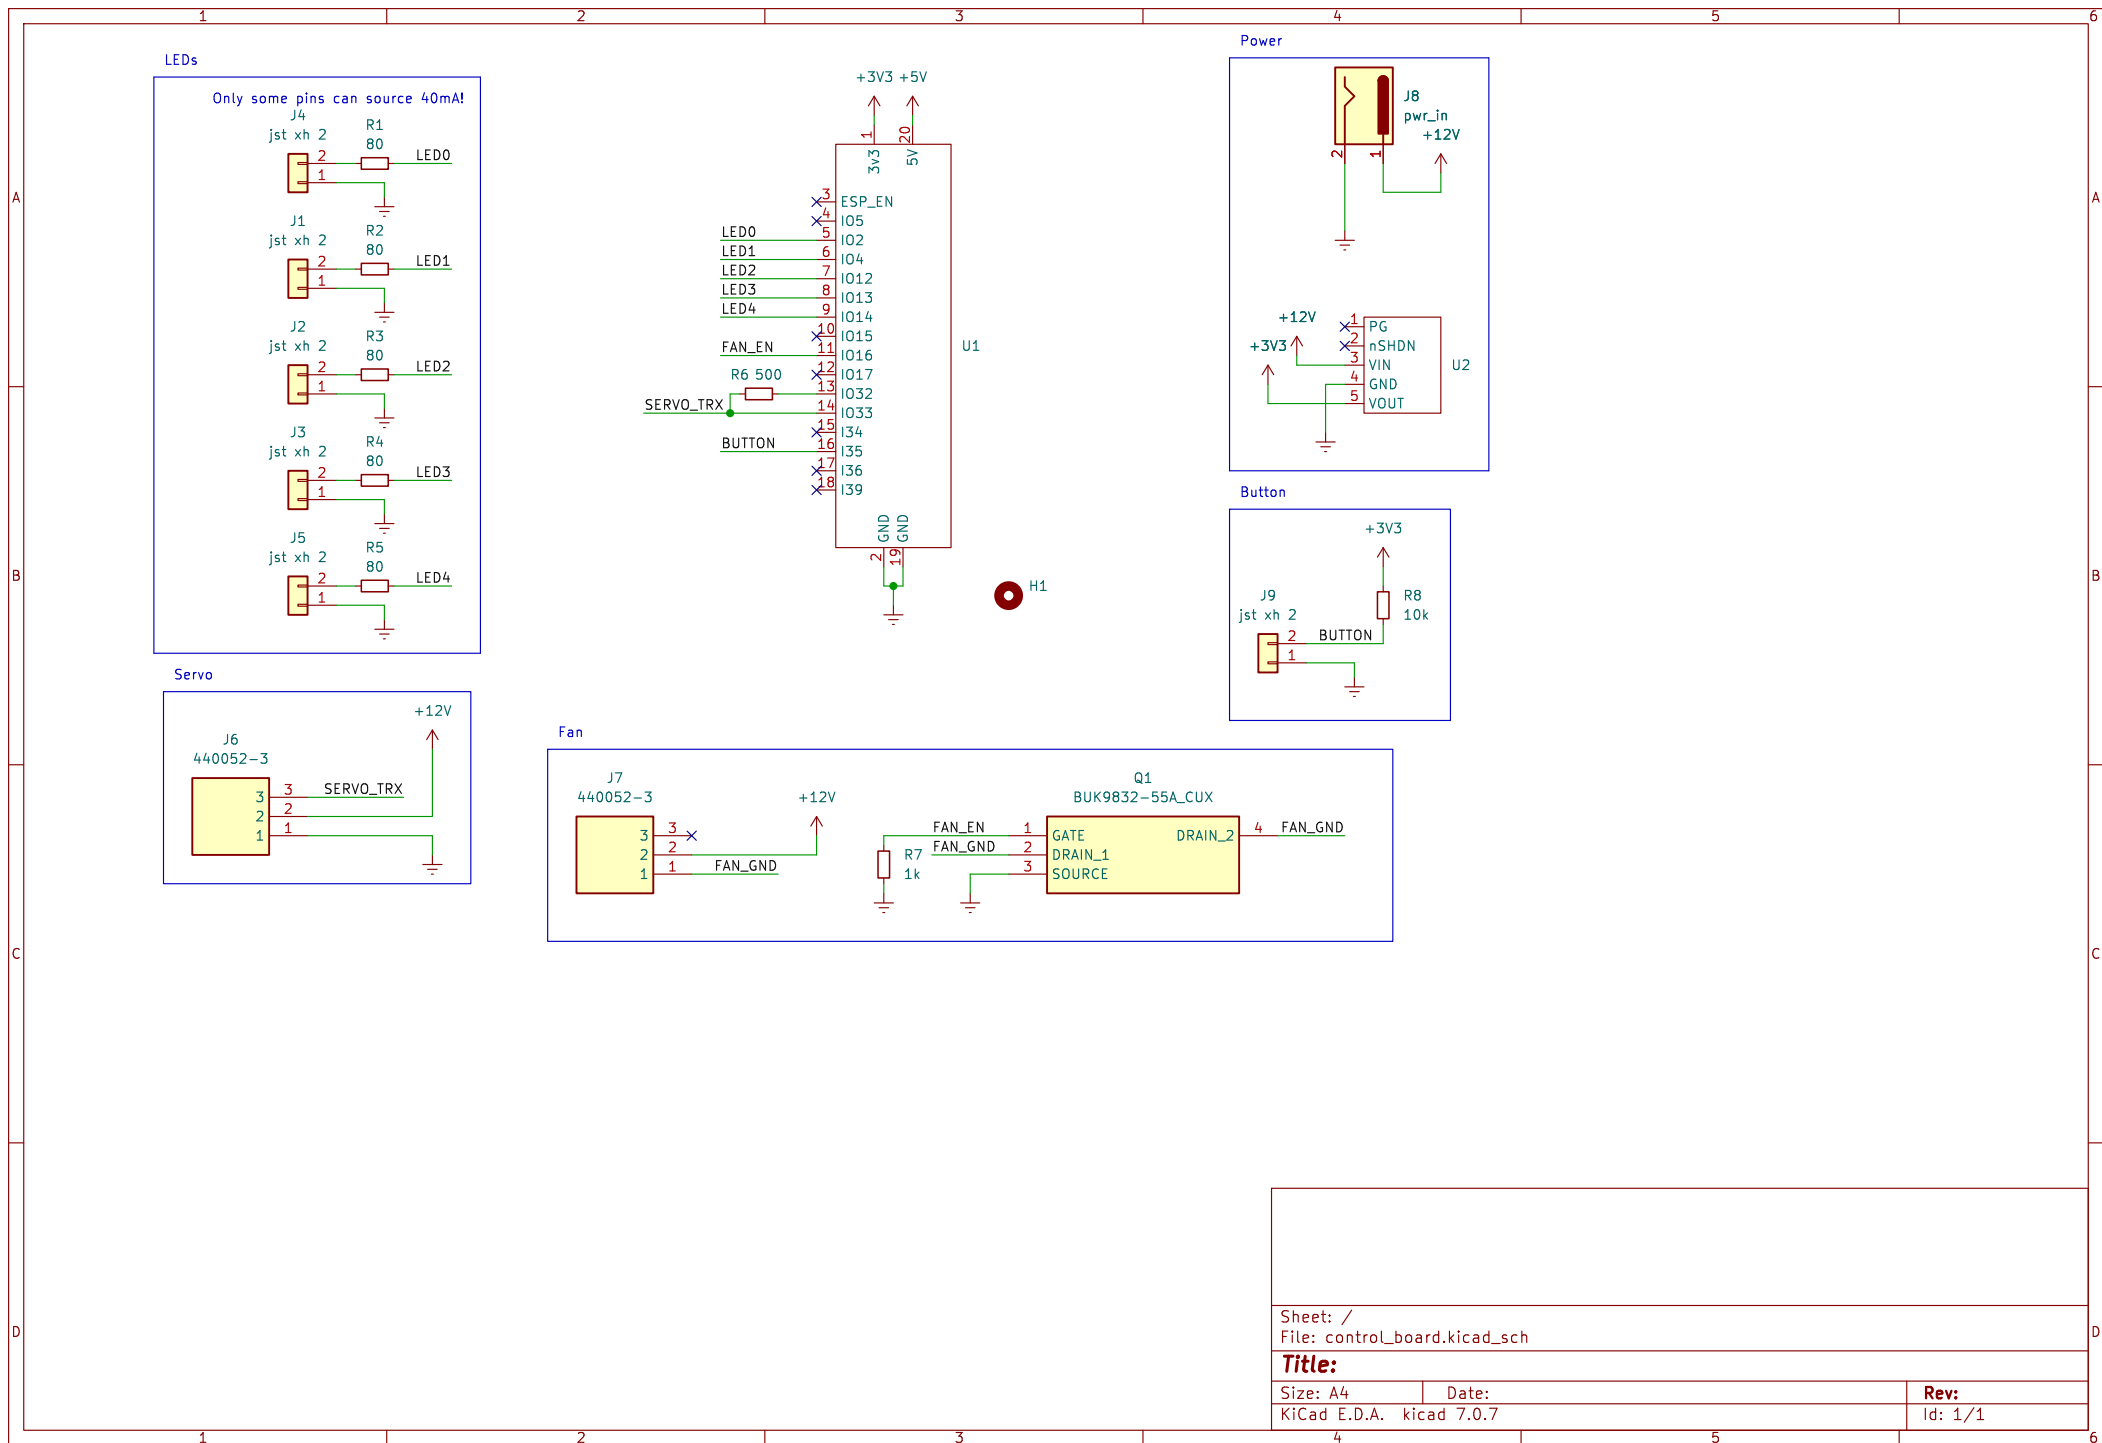 1 2 3 4 5 6
A
B
C
D
A
B
C
D
1 2 3 4 5 6
LEDs
Only some pins can source 40mA!
J4
jst xh 2
2
1
R1
80
LED0
J1
jst xh 2
2
1
R2
80
LED1
J2
jst xh 2
2
1
R3
80
LED2
J3
jst xh 2
2
1
R4
80
LED3
J5
jst xh 2
2
1
R5
80
LED4
Servo
J6
440052-3
+12V
3 3 SERVO_TRX
2 2
1 1
+3V3 +5V
1 20
3v3 5V
3 ESP_EN
4 IO5
LED0 5 IO2
LED1 6 IO4
LED2 7 IO12
LED3 8 IO13
LED4 9 IO14
10 IO15
FAN_EN 11 IO16
12 IO17
R6 500 13 IO32
SERVO_TRX 14 IO33
15 I34
BUTTON 16 I35
17 I36
18 I39
U1
GND GND
2 19
H1
Power
J8
pwr_in
+12V
2 1
+12V
+3V3
1 PG
2 nSHDN
3 VIN
4 GND
5 VOUT
U2
Button
+3V3
R8
10k
J9
jst xh 2
2 BUTTON
1
Fan
J7
440052-3
+12V
3 3
2 2
1 1 FAN_GND
R7
1k
Q1
BUK9832-55A_CUX
FAN_EN 1 GATE
FAN_GND 2 DRAIN_1
3 SOURCE
DRAIN_2 4 FAN_GND
Sheet: /
File: control_board.kicad_sch
Title:
Size: A4 Date: Rev:
KiCad E.D.A. kicad 7.0.7 Id: 1/1